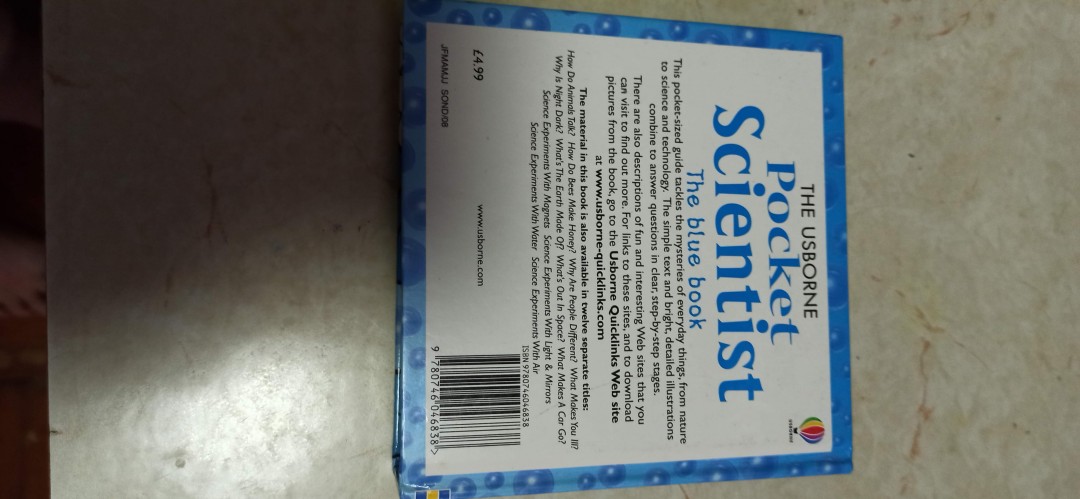 THE USBORNE
Pocket
Scientist
The blue book
USBORNE
This pocket-sized guide tackles the mysteries of everyday things, from nature
to science and technology. The simple text and bright, detailed illustrations
combine to answer questions in clear, step-by-step stages.
There are also descriptions of fun and interesting Web sites that you
can visit to find out more. For links to these sites, and to download
pictures from the book, go to the Usborne Quicklinks Web site
at www.usborne-quicklinks.com
The material in this book is also available in twelve separate titles:
How Do Animals Talk? How Do Bees Make Honey? Why Are People Different? What Makes You Ill?
Why Is Night Dark? What's The Earth Made Of? What's Out In Space? What Makes A Car Go?
Science Experiments With Magnets Science Experiments With Light & Mirrors
Science Experiments With Water Science Experiments With Air
£4.99
www.usborne.com
ISBN 9780746046838
9 780746 046838 >
JFMAMJJ SOND/08